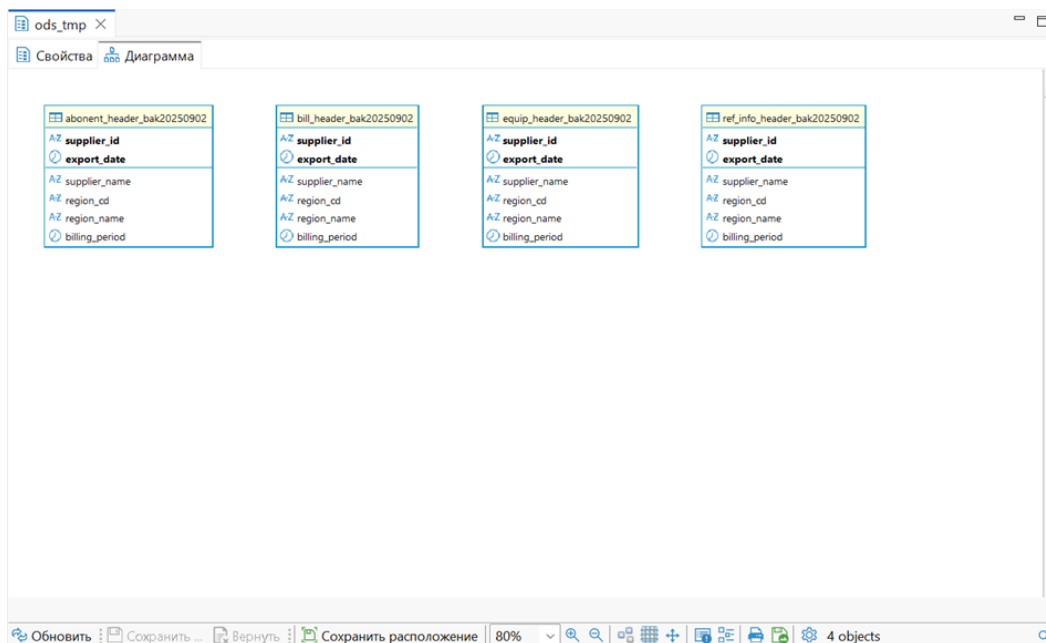 ods_tmp
Свойства
Диаграмма
abonent_header_bak20250902
supplier_id
export_date
supplier_name
region_cd
region_name
billing_period
bill_header_bak20250902
supplier_id
export_date
supplier_name
region_cd
region_name
billing_period
equip_header_bak20250902
supplier_id
export_date
supplier_name
region_cd
region_name
billing_period
ref_info_header_bak20250902
supplier_id
export_date
supplier_name
region_cd
region_name
billing_period
Обновить Сохранить ... Вернуть Сохранить расположение 80% 4 objects